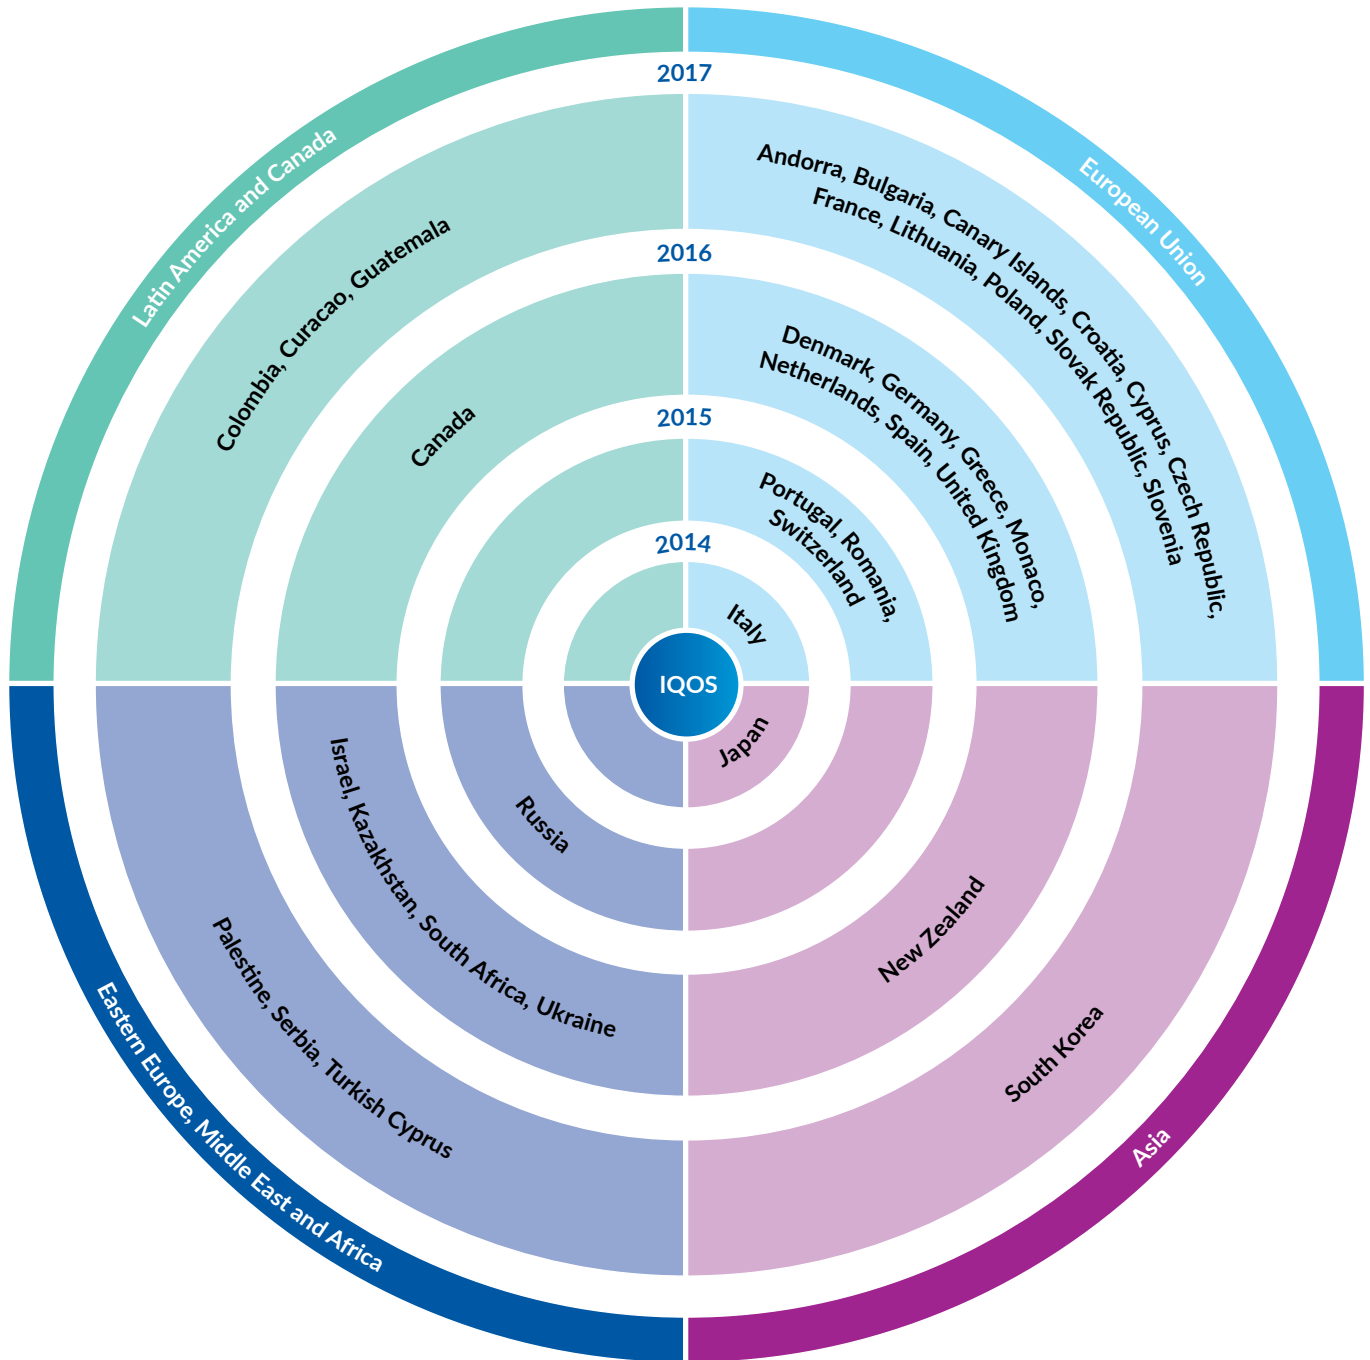 2017
2016
2015
2014
IQOS
Latin America and Canada
Colombia, Curacao, Guatemala
Canada
European Union
Andorra, Bulgaria, Canary Islands, Croatia, Cyprus, Czech Republic,
France, Lithuania, Poland, Slovak Republic, Slovenia
Denmark, Germany, Greece, Monaco,
Netherlands, Spain, United Kingdom
Portugal, Romania,
Switzerland
Italy
Eastern Europe, Middle East and Africa
Palestine, Serbia, Turkish Cyprus
Israel, Kazakhstan, South Africa, Ukraine
Russia
Japan
New Zealand
South Korea
Asia